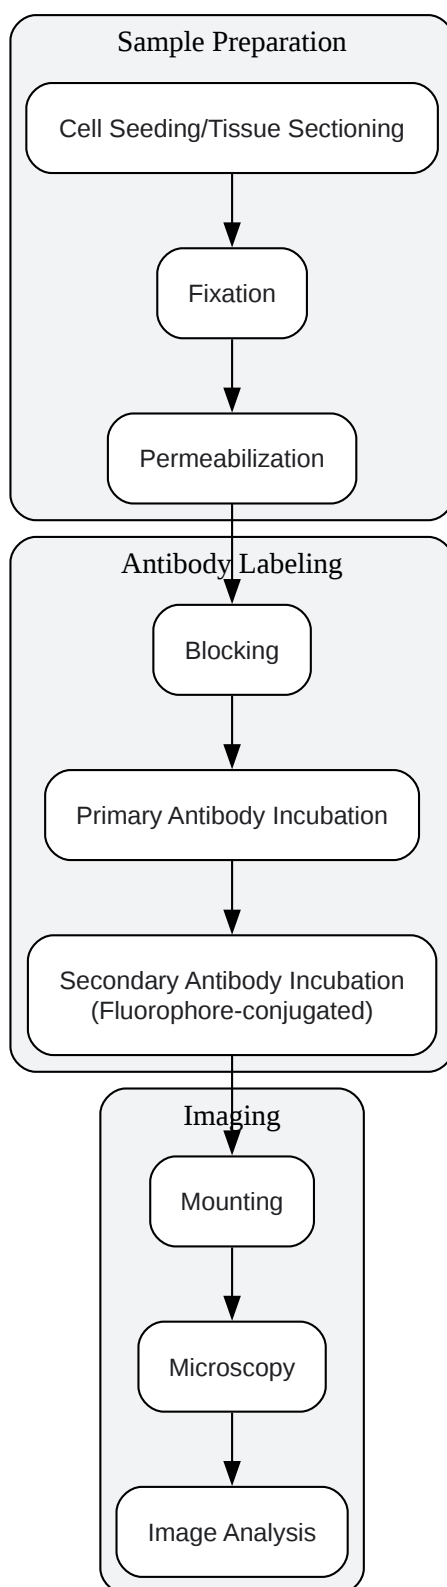 Sample Preparation
Cell Seeding/Tissue Sectioning
Fixation
Permeabilization
Antibody Labeling
Blocking
Primary Antibody Incubation
Secondary Antibody Incubation
(Fluorophore-conjugated)
Imaging
Mounting
Microscopy
Image Analysis